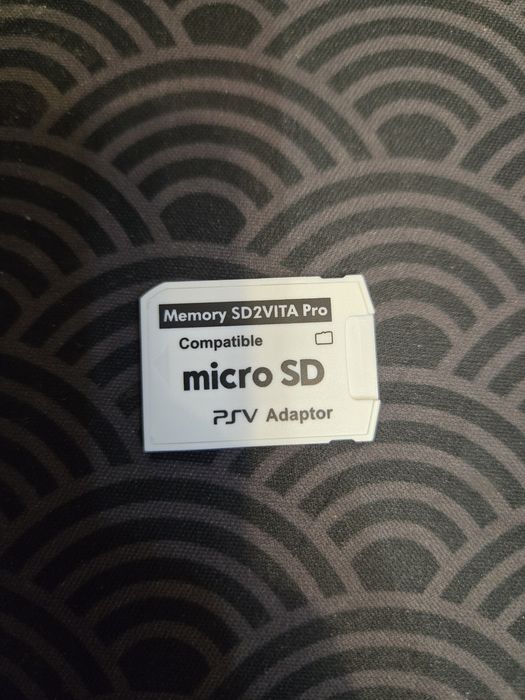 Memory SD2VITA Pro
Compatible
micro SD
PSV Adaptor